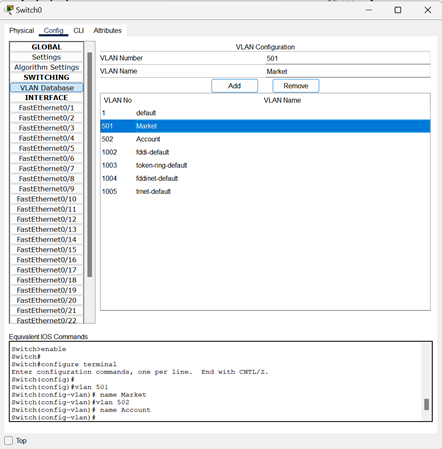 Switch0
Physical Config CLI Attributes
GLOBAL
Settings
Algorithm Settings
SWITCHING
VLAN Database
INTERFACE
FastEthernet0/1
FastEthernet0/2
FastEthernet0/3
FastEthernet0/4
FastEthernet0/5
FastEthernet0/6
FastEthernet0/7
FastEthernet0/8
FastEthernet0/9
FastEthernet0/10
FastEthernet0/11
FastEthernet0/12
FastEthernet0/13
FastEthernet0/14
FastEthernet0/15
FastEthernet0/16
FastEthernet0/17
FastEthernet0/18
FastEthernet0/19
FastEthernet0/20
FastEthernet0/21
FastEthernet0/22
VLAN Configuration
VLAN Number 501
VLAN Name Market
Add Remove
VLAN No VLAN Name
1 default
501 Market
502 Account
1002 fddi-default
1003 token-ring-default
1004 fddinet-default
1005 trnet-default
Equivalent IOS Commands
Switch>enable
Switch#
Switch#configure terminal
Enter configuration commands, one per line. End with CNTL/Z.
Switch(config)#
Switch(config)#vlan 501
Switch(config-vlan)# name Market
Switch(config-vlan)#vlan 502
Switch(config-vlan)# name Account
Switch(config-vlan)#
Top